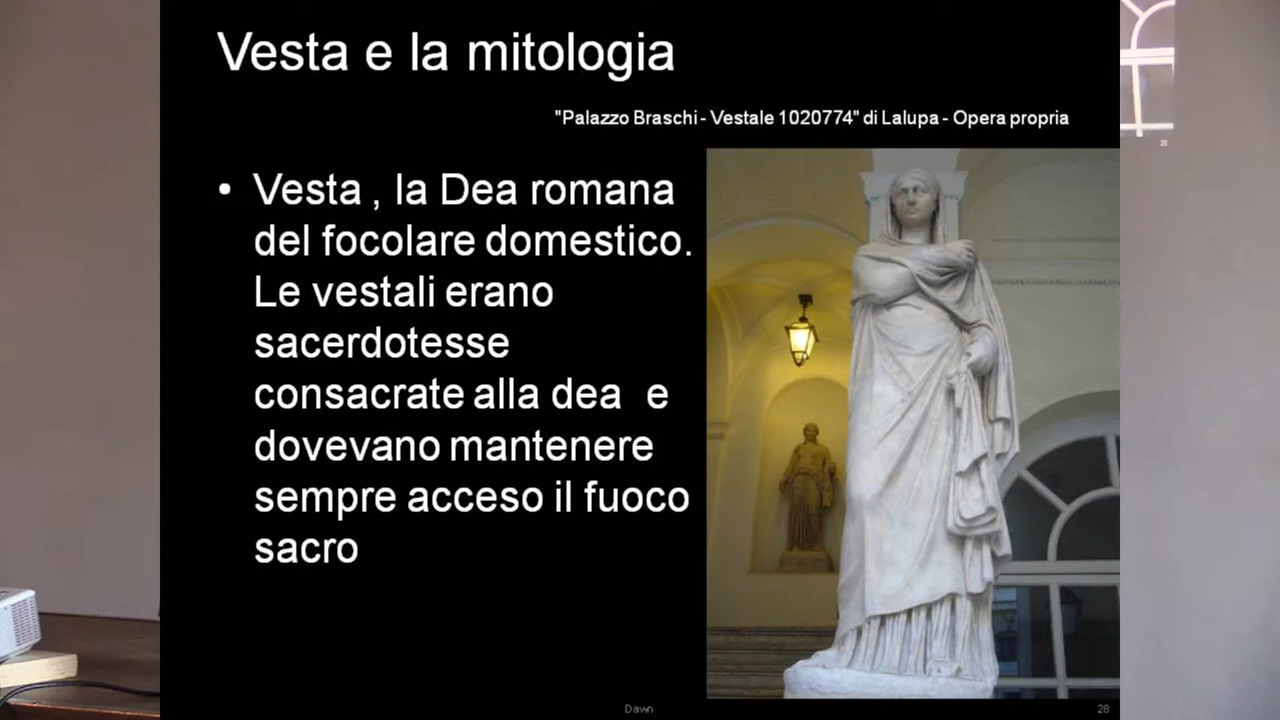 Vesta e la mitologia
"Palazzo Braschi - Vestale 1020774" di Lalupa - Opera propria
• Vesta , la Dea romana
del focolare domestico.
Le vestali erano
sacerdotesse
consacrate alla dea e
dovevano mantenere
sempre acceso il fuoco
sacro
Dawn
28
28